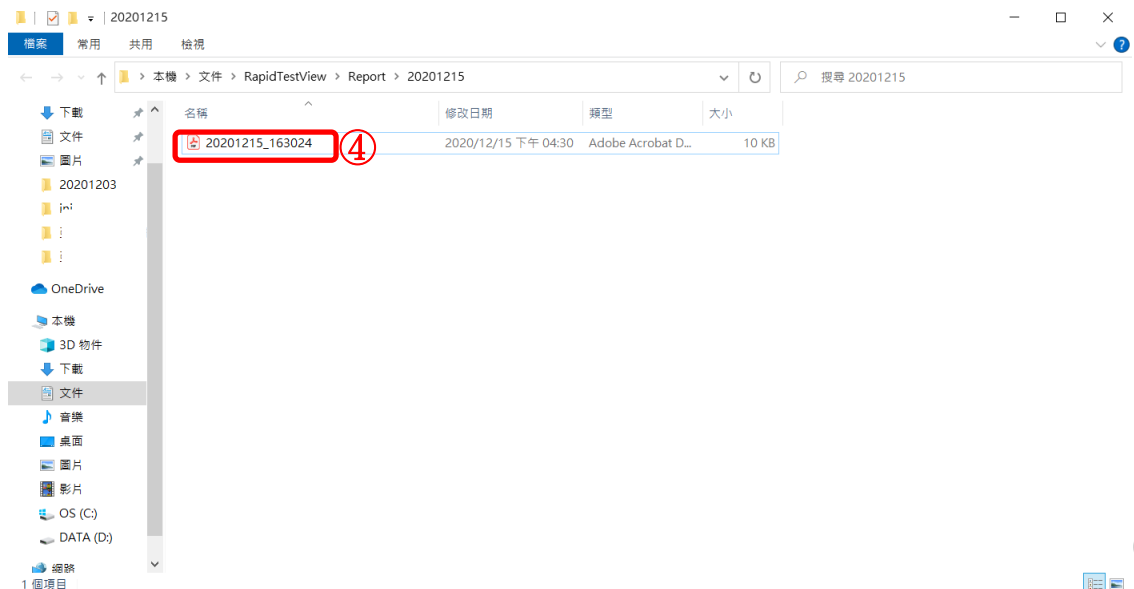 20201215
檔案 常用 共用 檢視
本機 > 文件 > RapidTestView > Report > 20201215
搜尋 20201215
名稱 修改日期 類型 大小
20201215_163024 ④ 2020/12/15 下午 04:30 Adobe Acrobat D... 10 KB
下載
文件
圖片
20201203
OneDrive
本機
3D 物件
下載
文件
音樂
桌面
圖片
影片
OS (C:)
DATA (D:)
網路
1 個項目